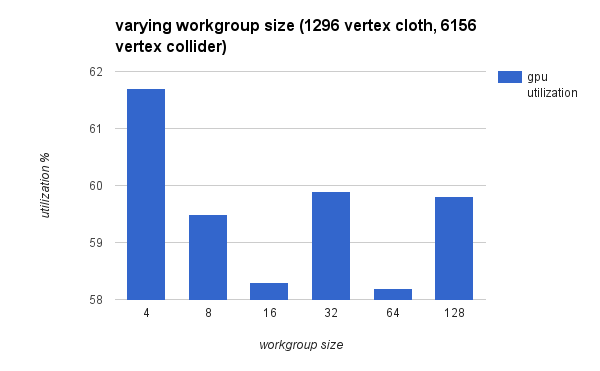 varying workgroup size (1296 vertex cloth, 6156
vertex collider)
62
61
60
59
58
utilization %
4 8 16 32 64 128
workgroup size
gpu
utilization